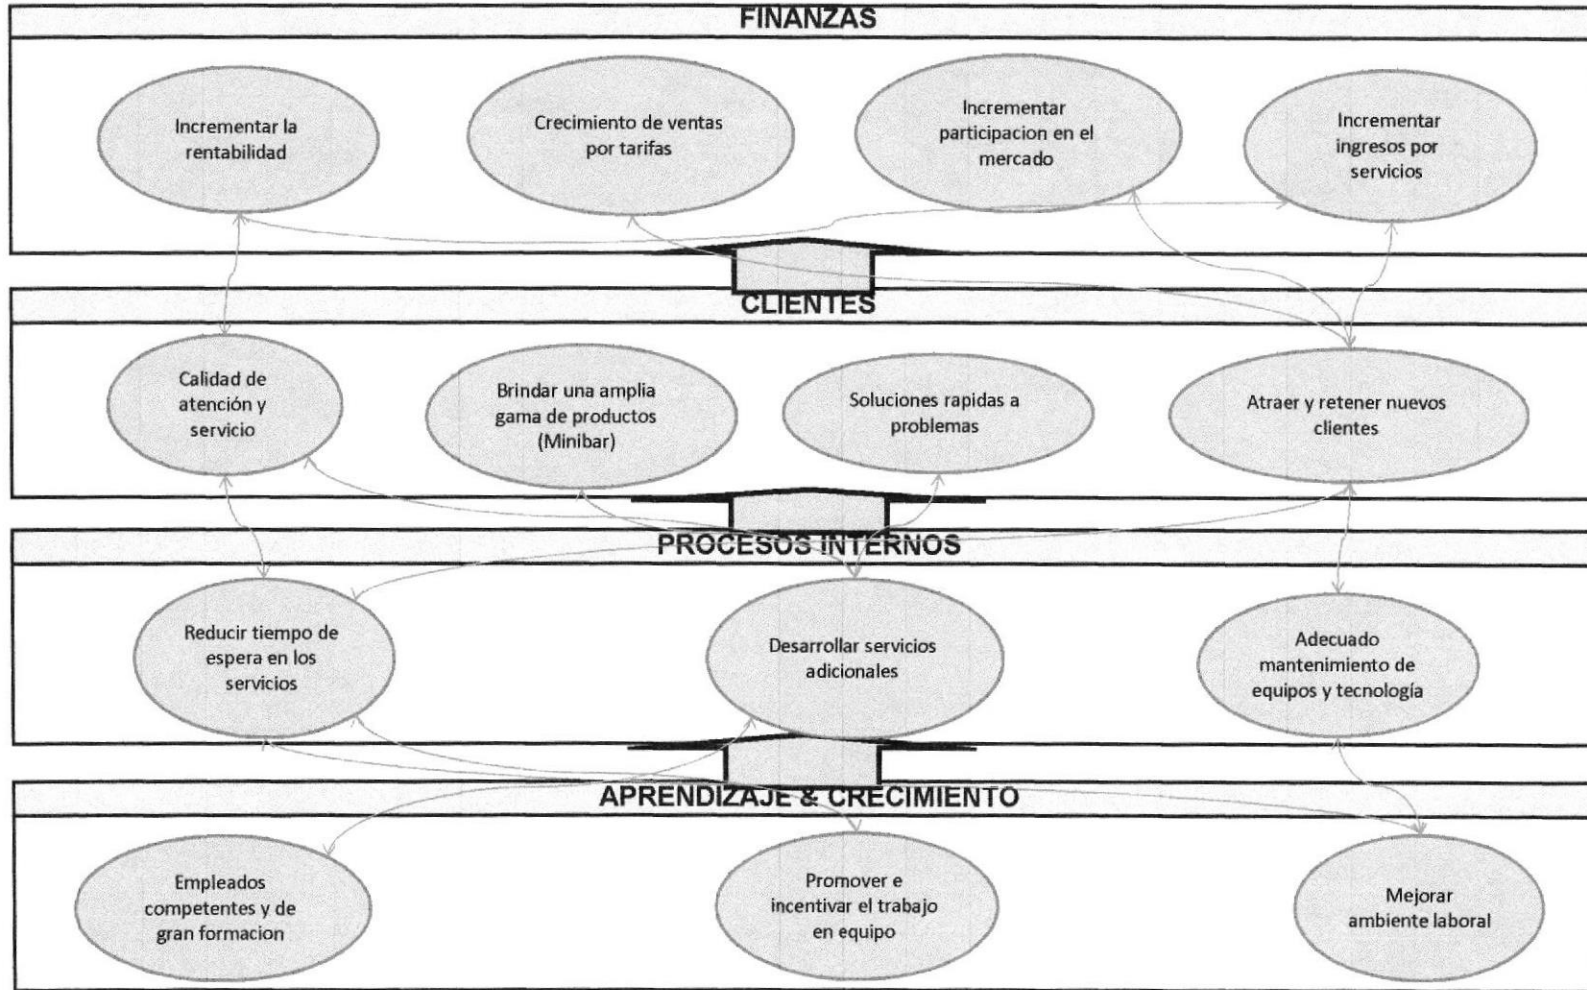 FINANZAS
Incrementar la
rentabilidad
Crecimiento de ventas
por tarifas
Incrementar
participacion en el
mercado
Incrementar
ingresos por
servicios
CLIENTES
Calidad de
atención y
servicio
Brindar una amplia
gama de productos
(Minibar)
Soluciones rapidas a
problemas
Atraer y retener nuevos
clientes
PROCESOS INTERNOS
Reducir tiempo de
espera en los
servicios
Desarrollar servicios
adicionales
Adecuado
mantenimiento de
equipos y tecnología
APRENDIZAJE & CRECIMIENTO
Empleados
competentes y de
gran formacion
Promover e
incentivar el trabajo
en equipo
Mejorar
ambiente laboral